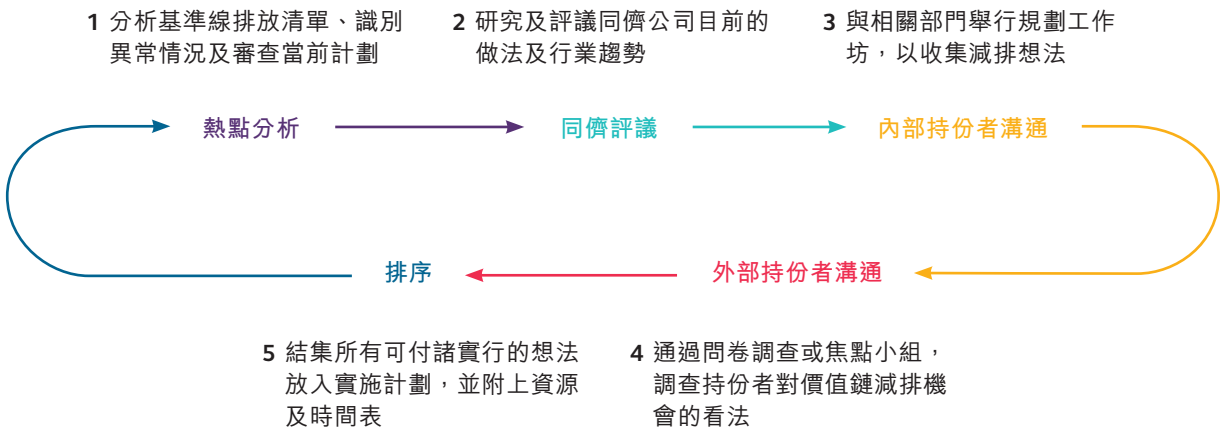 1 分析基準線排放清單、識別
異常情況及審查當前計劃
2 研究及評議同儕公司目前的
做法及行業趨勢
3 與相關部門舉行規劃工作
坊，以收集減排想法
熱點分析
同儕評議
內部持份者溝通
排序
外部持份者溝通
5 結集所有可付諸實行的想法
放入實施計劃，並附上資源
及時間表
4 通過問卷調查或焦點小組，
調查持份者對價值鏈減排機
會的看法